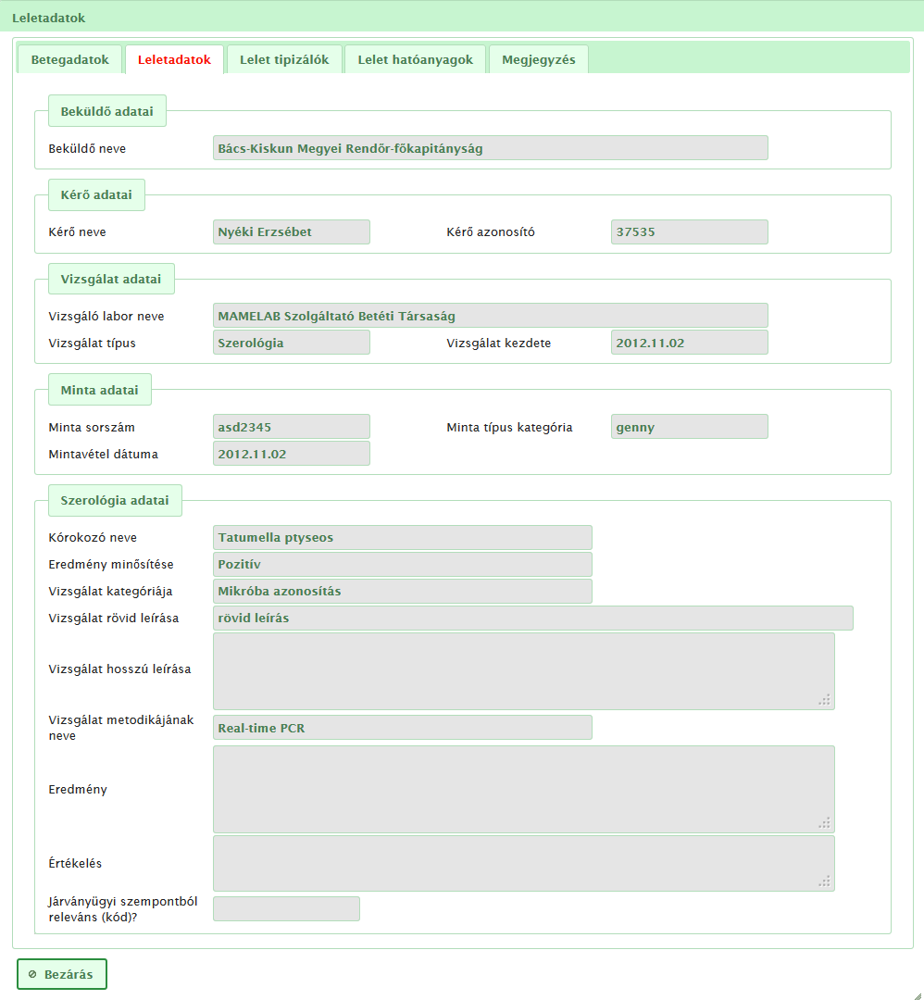 Leletadatok
Betegadatok Leletadatok Lelet tipizálók Lelet hatóanyagok Megjegyzés
Beküldő adatai
Beküldő neve Bács-Kiskun Megyei Rendőr-főkapitányság
Kérő adatai
Kérő neve Nyéki Erzsébet Kérő azonosító 37535
Vizsgálat adatai
Vizsgáló labor neve MAMELAB Szolgáltató Betéti Társaság
Vizsgálat típus Szerológia Vizsgálat kezdete 2012.11.02
Minta adatai
Minta sorszám asd2345 Minta típus kategória genny
Mintavétel dátuma 2012.11.02
Szerológia adatai
Kórokozó neve Tatumella ptyseos
Eredmény minősítése Pozitív
Vizsgálat kategóriája Mikróba azonosítás
Vizsgálat rövid leírása rövid leírás
Vizsgálat hosszú leírása
Vizsgálat metodikájának
neve Real-time PCR
Eredmény
Értékelés
Járványügyi szempontból
releváns (kód)?
Bezárás